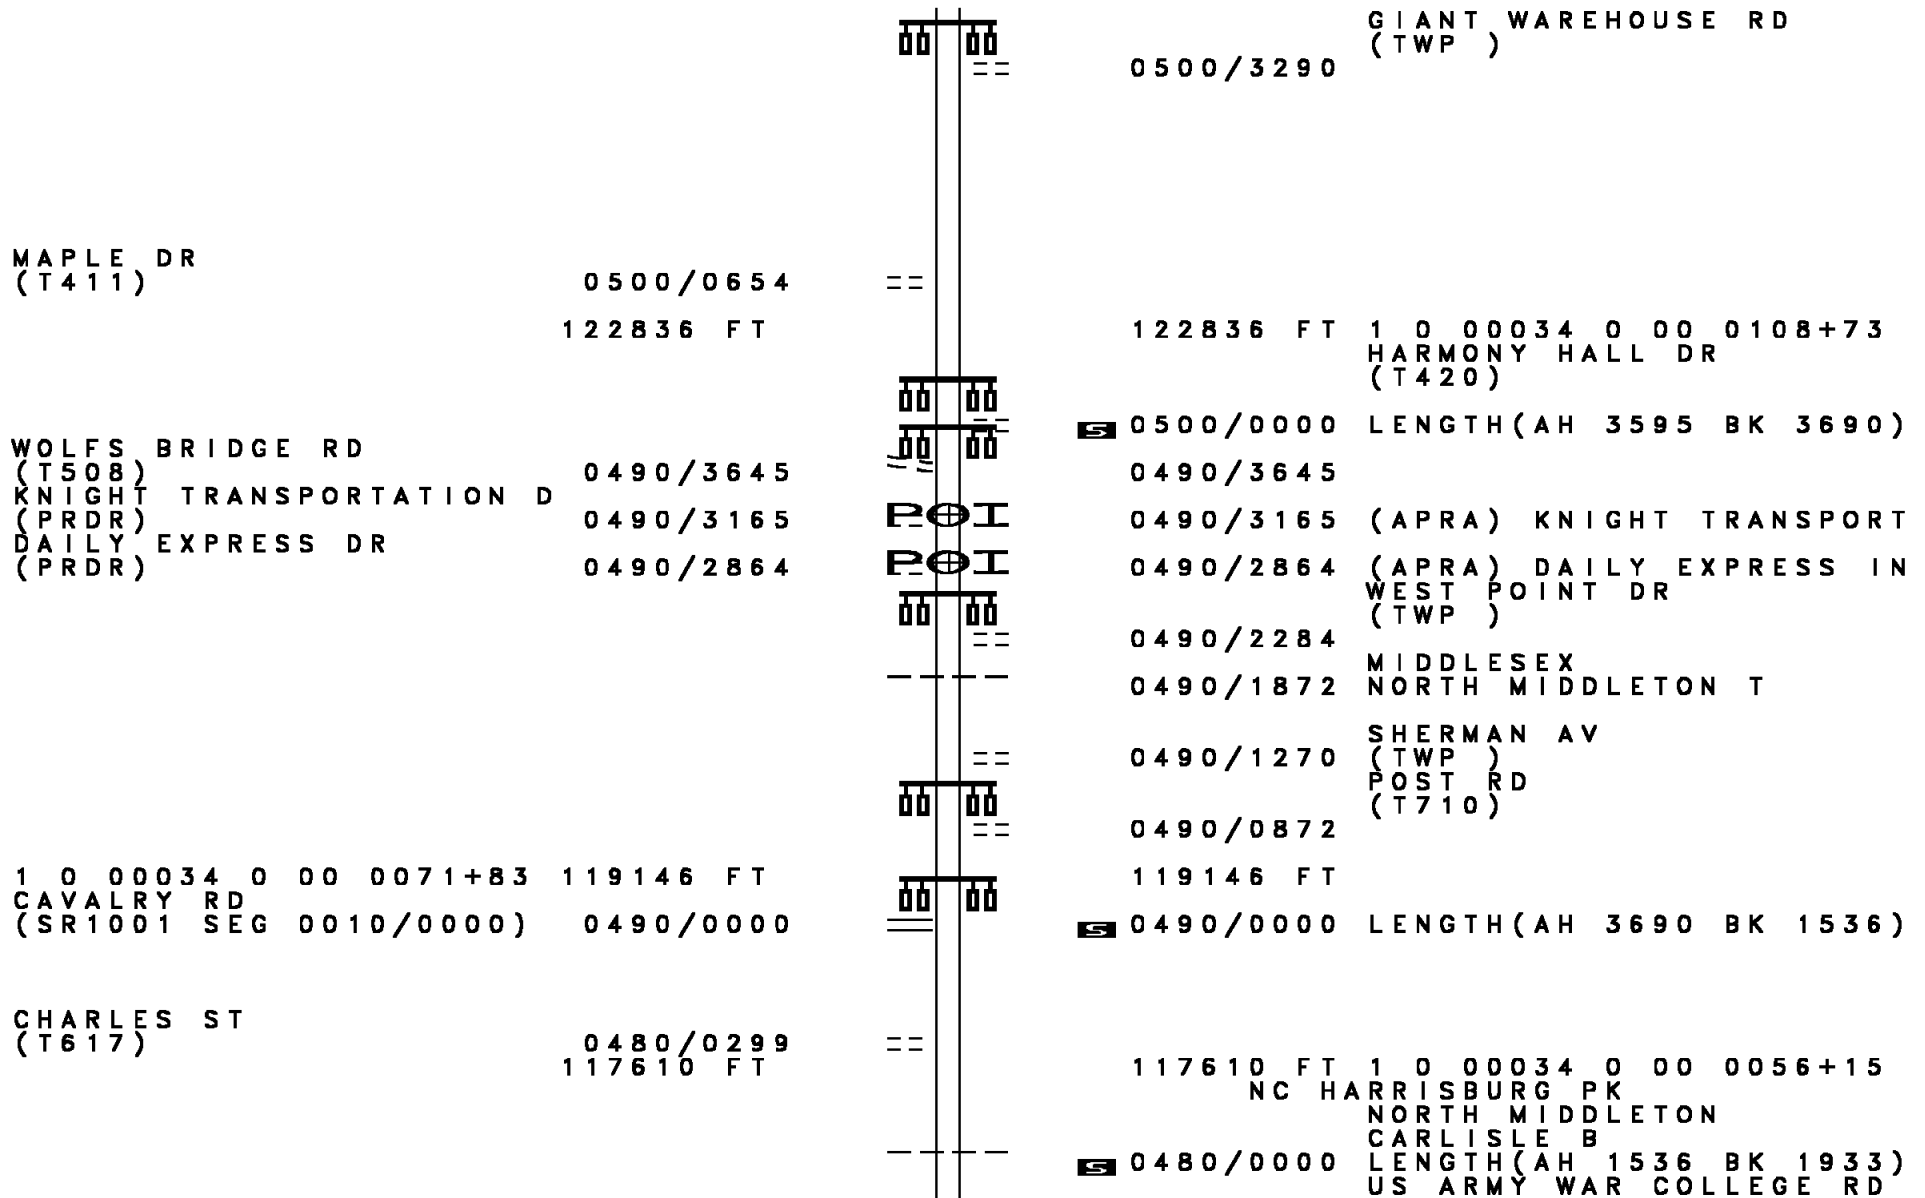 GIANT WAREHOUSE RD
(TWP )
0500/3290
MAPLE DR
(T411) 0500/0654
122836 FT 122836 FT 1 0 00034 0 00 0108+73
HARMONY HALL DR
(T420)
S 0500/0000 LENGTH(AH 3595 BK 3690)
WOLFS BRIDGE RD
(T508) 0490/3645 0490/3645
KNIGHT TRANSPORTATION D
(PRDR) 0490/3165 POI 0490/3165 (APRA) KNIGHT TRANSPORT
DAILY EXPRESS DR
(PRDR) 0490/2864 POI 0490/2864 (APRA) DAILY EXPRESS IN
WEST POINT DR
(TWP )
0490/2284
MIDDLESEX
0490/1872 NORTH MIDDLETON T
SHERMAN AV
0490/1270 (TWP )
POST RD
(T710)
0490/0872
1 0 00034 0 00 0071+83 119146 FT 119146 FT
CAVALRY RD
(SR1001 SEG 0010/0000) 0490/0000 S 0490/0000 LENGTH(AH 3690 BK 1536)
CHARLES ST
(T617) 0480/0299
117610 FT 117610 FT 1 0 00034 0 00 0056+15
NC HARRISBURG PK
NORTH MIDDLETON
CARLISLE B
S 0480/0000 LENGTH(AH 1536 BK 1933)
US ARMY WAR COLLEGE RD